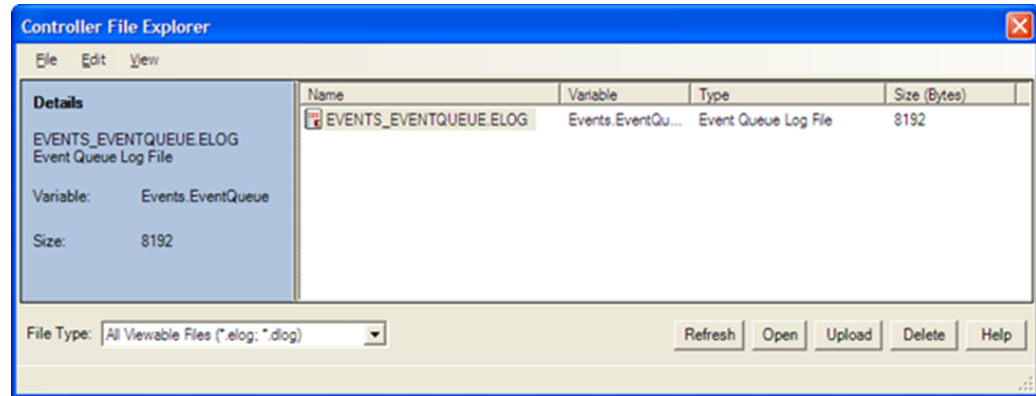 Controller File Explorer
File Edit View
Details
EVENTS_EVENTQUEUE.ELOG
Event Queue Log File
Variable: Events.EventQueue
Size: 8192
Name Variable Type Size (Bytes)
EVENTS_EVENTQUEUE.ELOG Events.EventQu... Event Queue Log File 8192
File Type: All Viewable Files (*.elog; *.dlog)
Refresh Open Upload Delete Help